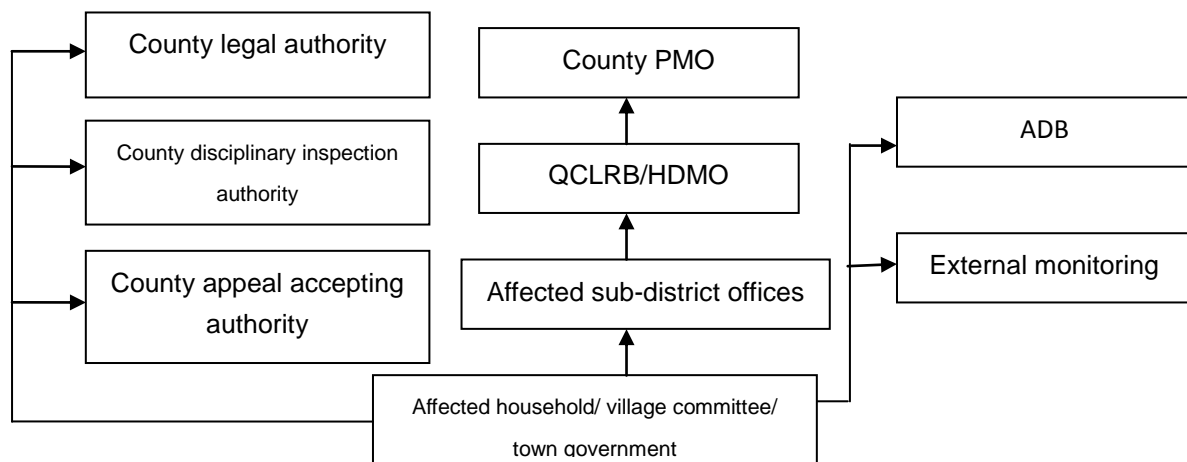 County legal authority
County disciplinary inspection
authority
County appeal accepting
authority
County PMO
QCLRB/HDMO
Affected sub-district offices
Affected household/ village committee/
town government
ADB
External monitoring